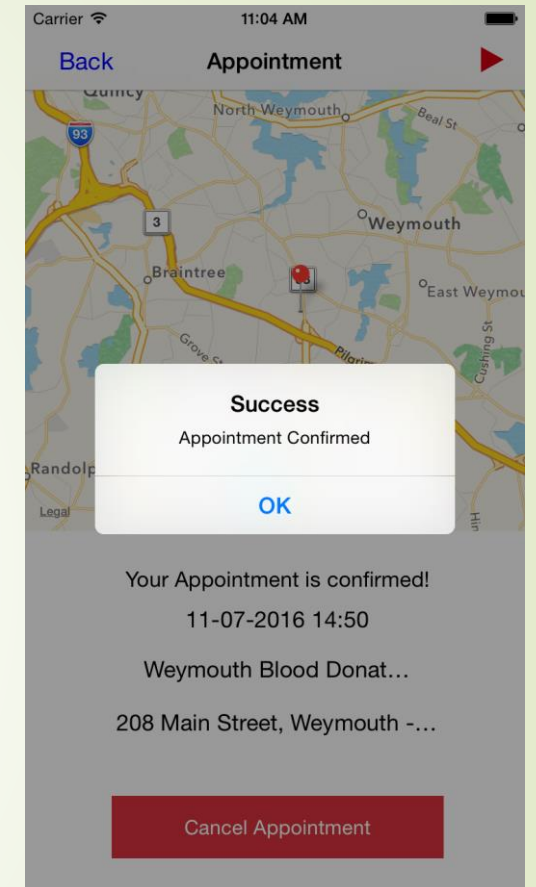 Carrier 11:04 AM
Back Appointment
Quincy
North Weymouth
Beal St
93
3
Weymouth
Braintree
East Weymou
Grove St
Pilgrim
Cushing St
Success
Appointment Confirmed
Randolp
OK
Legal
Hin
Your Appointment is confirmed!
11-07-2016 14:50
Weymouth Blood Donat...
208 Main Street, Weymouth -...
Cancel Appointment